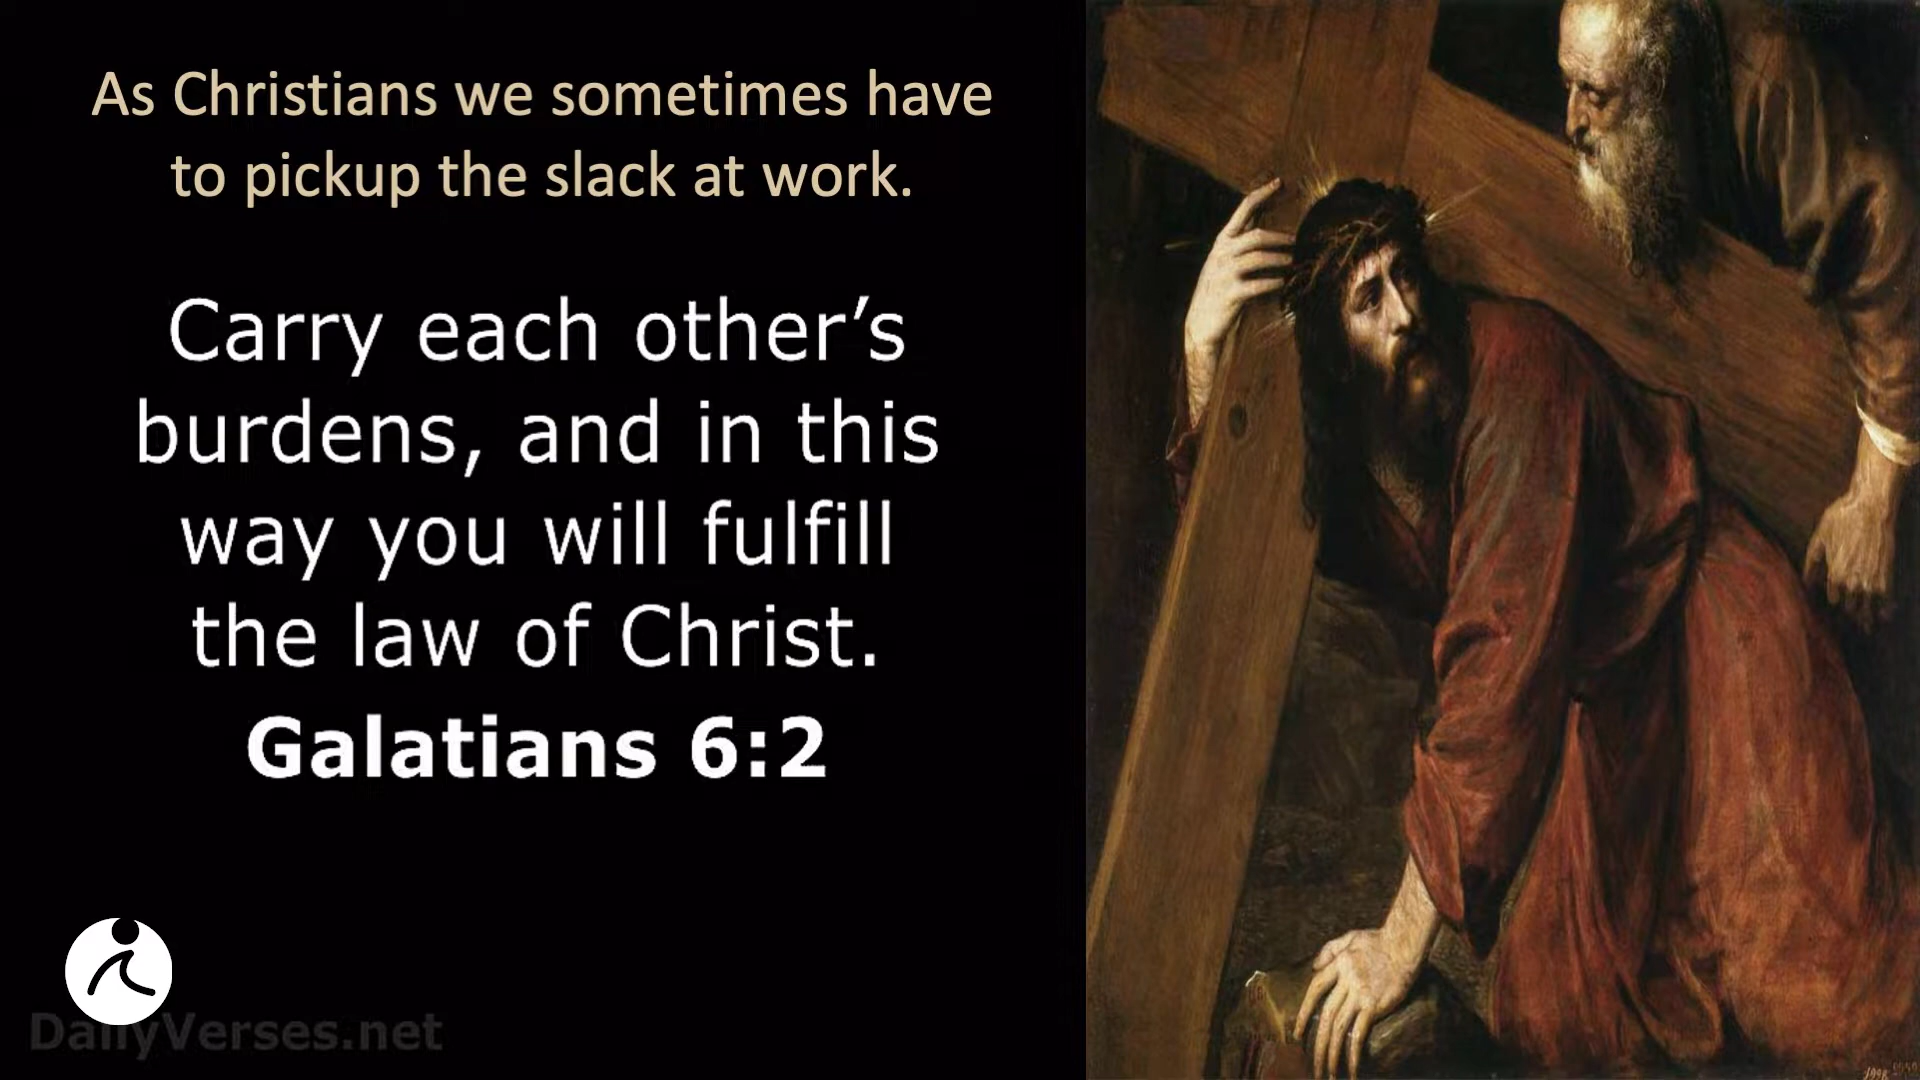 As Christians we sometimes have
to pickup the slack at work.
Carry each other’s
burdens, and in this
way you will fulfill
the law of Christ.
Galatians 6:2
DailyVerses.net